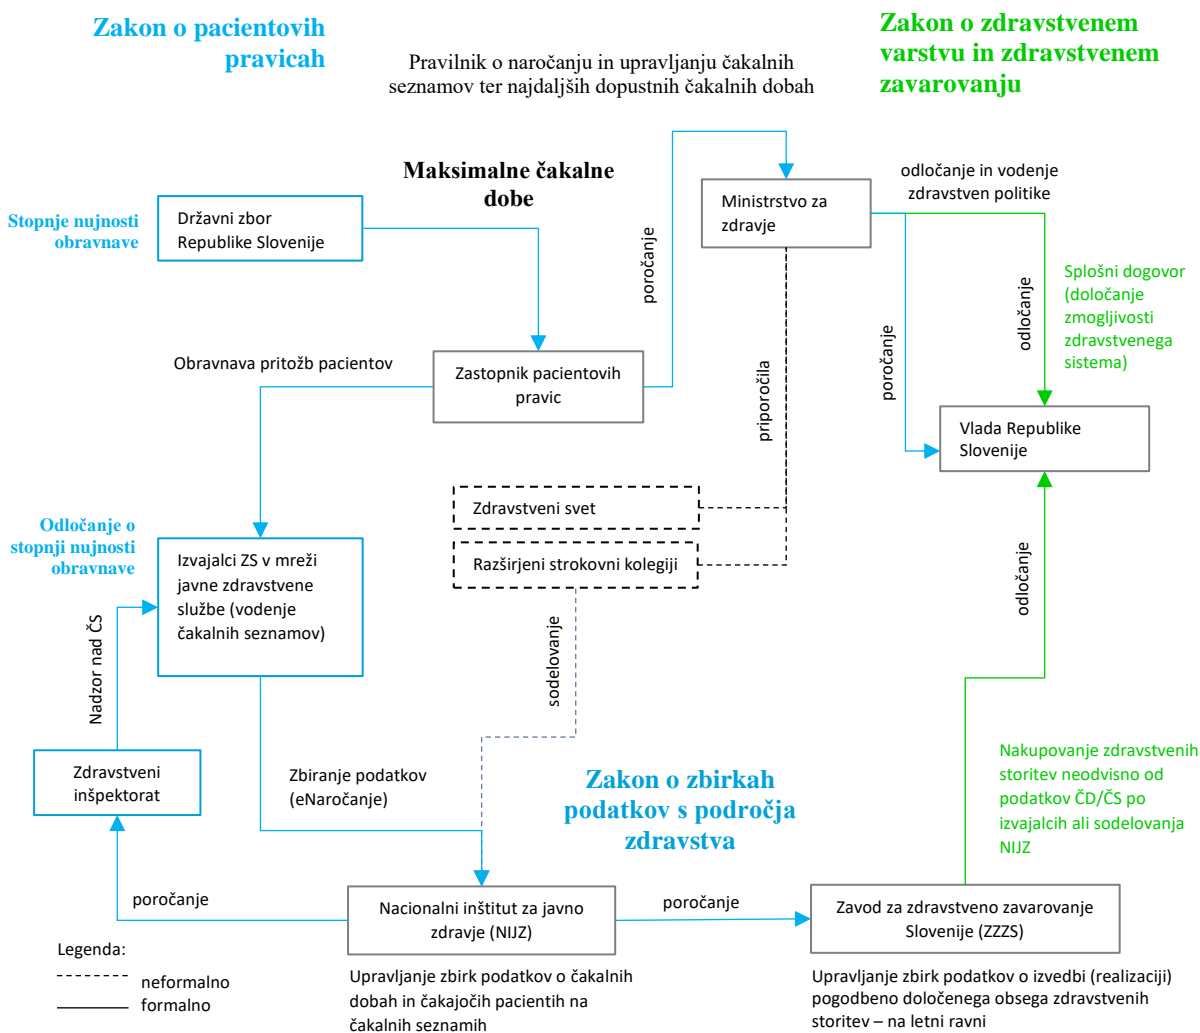 Zakon o pacientovih
pravicah
Pravilnik o naročanju in upravljanju čakalnih
seznamov ter najdaljših dopustnih čakalnih dobah
Zakon o zdravstvenem
varstvu in zdravstvenem
zavarovanju
Maksimalne čakalne
dobe
Stopnje nujnosti
obravnave
Državni zbor
Republike Slovenije
poročanje
Ministrstvo za
zdravje
odločanje in vodenje
zdravstven politike
odločanje
poročanje
Splošni dogovor
(določanje
zmogljivosti
zdravstvenega
sistema)
Obravnava pritožb pacientov
Zastopnik pacientovih
pravic
priporočila
Vlada Republike
Slovenije
Zdravstveni svet
Razširjeni strokovni kolegiji
Odločanje o
stopnji nujnosti
obravnave
Izvajalci ZS v mreži
javne zdravstvene
službe (vodenje
čakalnih seznamov)
odločanje
sodelovanje
Nadzor nad ČS
Zdravstveni
inšpektorat
Zbiranje podatkov
(eNaročanje)
Zakon o zbirkah
podatkov s področja
zdravstva
Nakupovanje zdravstvenih
storitev neodvisno od
podatkov ČD/ČS po
izvajalcih ali sodelovanja
NIJZ
poročanje
Nacionalni inštitut za javno
zdravje (NIJZ)
poročanje
Zavod za zdravstveno zavarovanje
Slovenije (ZZZS)
Legenda:
neformalno
formalno
Upravljanje zbirk podatkov o čakalnih
dobah in čakajočih pacientih na
čakalnih seznamih
Upravljanje zbirk podatkov o izvedbi (realizaciji)
pogodbeno določenega obsega zdravstvenih
storitev – na letni ravni